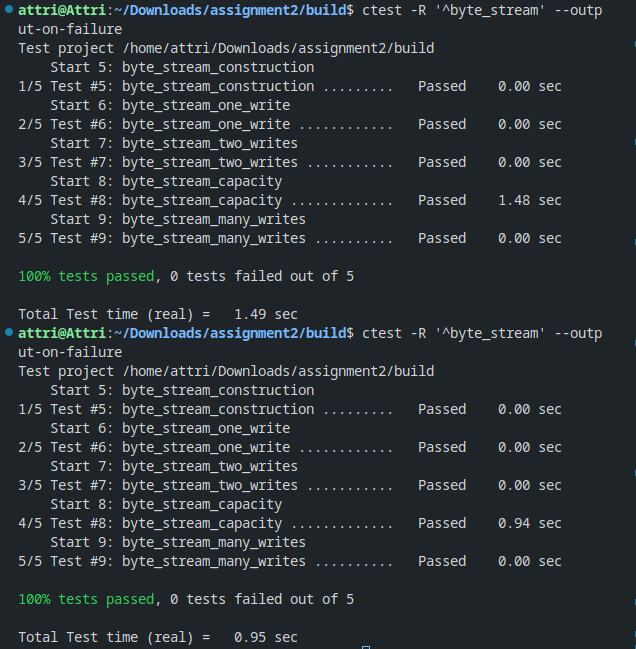 attri@Attri:~/Downloads/assignment2/build$ ctest -R '^byte_stream' --outp
ut-on-failure
Test project /home/attri/Downloads/assignment2/build
    Start 5: byte_stream_construction
1/5 Test #5: byte_stream_construction .........   Passed    0.00 sec
    Start 6: byte_stream_one_write
2/5 Test #6: byte_stream_one_write ............   Passed    0.00 sec
    Start 7: byte_stream_two_writes
3/5 Test #7: byte_stream_two_writes ...........   Passed    0.00 sec
    Start 8: byte_stream_capacity
4/5 Test #8: byte_stream_capacity .............   Passed    1.48 sec
    Start 9: byte_stream_many_writes
5/5 Test #9: byte_stream_many_writes ..........   Passed    0.00 sec

100% tests passed, 0 tests failed out of 5

Total Test time (real) =   1.49 sec
attri@Attri:~/Downloads/assignment2/build$ ctest -R '^byte_stream' --outp
ut-on-failure
Test project /home/attri/Downloads/assignment2/build
    Start 5: byte_stream_construction
1/5 Test #5: byte_stream_construction .........   Passed    0.00 sec
    Start 6: byte_stream_one_write
2/5 Test #6: byte_stream_one_write ............   Passed    0.00 sec
    Start 7: byte_stream_two_writes
3/5 Test #7: byte_stream_two_writes ...........   Passed    0.00 sec
    Start 8: byte_stream_capacity
4/5 Test #8: byte_stream_capacity .............   Passed    0.94 sec
    Start 9: byte_stream_many_writes
5/5 Test #9: byte_stream_many_writes ..........   Passed    0.00 sec

100% tests passed, 0 tests failed out of 5

Total Test time (real) =   0.95 sec